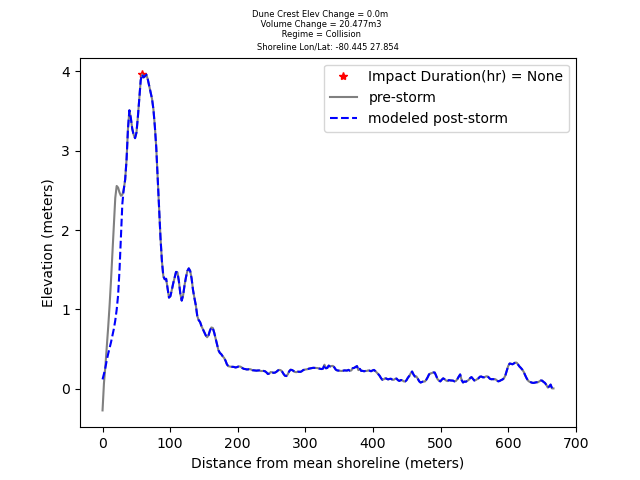 Dune Crest Elev Change = 0.0m
Volume Change = 20.477m3
Regime = Collision
Shoreline Lon/Lat: -80.445 27.854
Impact Duration(hr) = None
pre-storm
modeled post-storm
Elevation (meters)
4
3
2
1
0
0 100 200 300 400 500 600 700
Distance from mean shoreline (meters)